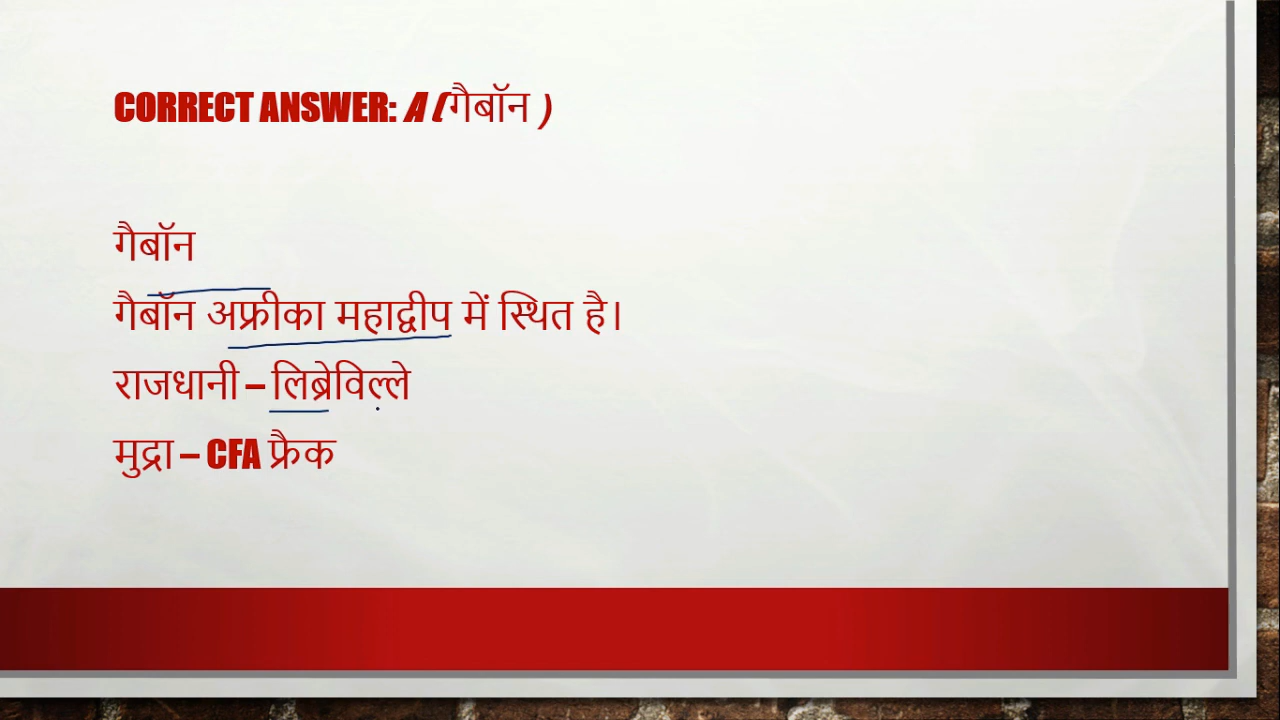 CORRECT ANSWER: A (गैबॉन )
गैबॉन
गैबॉन अफ्रीका महाद्वीप में स्थित है।
राजधानी – लिब्रेविल्ले
मुद्रा – CFA फ्रैक